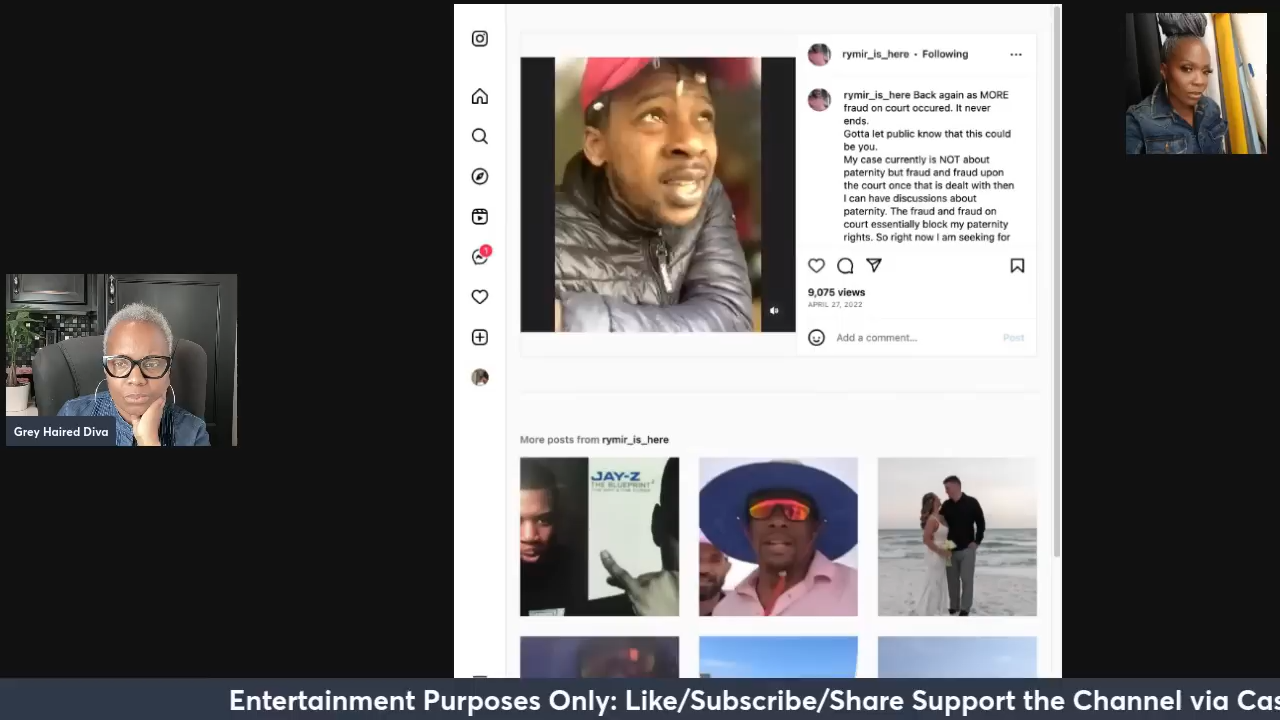 rymir_is_here • Following
rymir_is_here Back again as MORE
fraud on court occured. It never
ends.
Gotta let public know that this could
be you.
My case currently is NOT about
paternity but fraud and fraud upon
the court once that is dealt with then
I can have discussions about
paternity. The fraud and fraud on
court essentially block my paternity
rights. So right now I am seeking for
9,075 views
APRIL 27, 2022
Add a comment...
Post
1
Grey Haired Diva
More posts from rymir_is_here
JAY-Z
THE BLUEPRINT
Entertainment Purposes Only: Like/Subscribe/Share Support the Channel via Cas